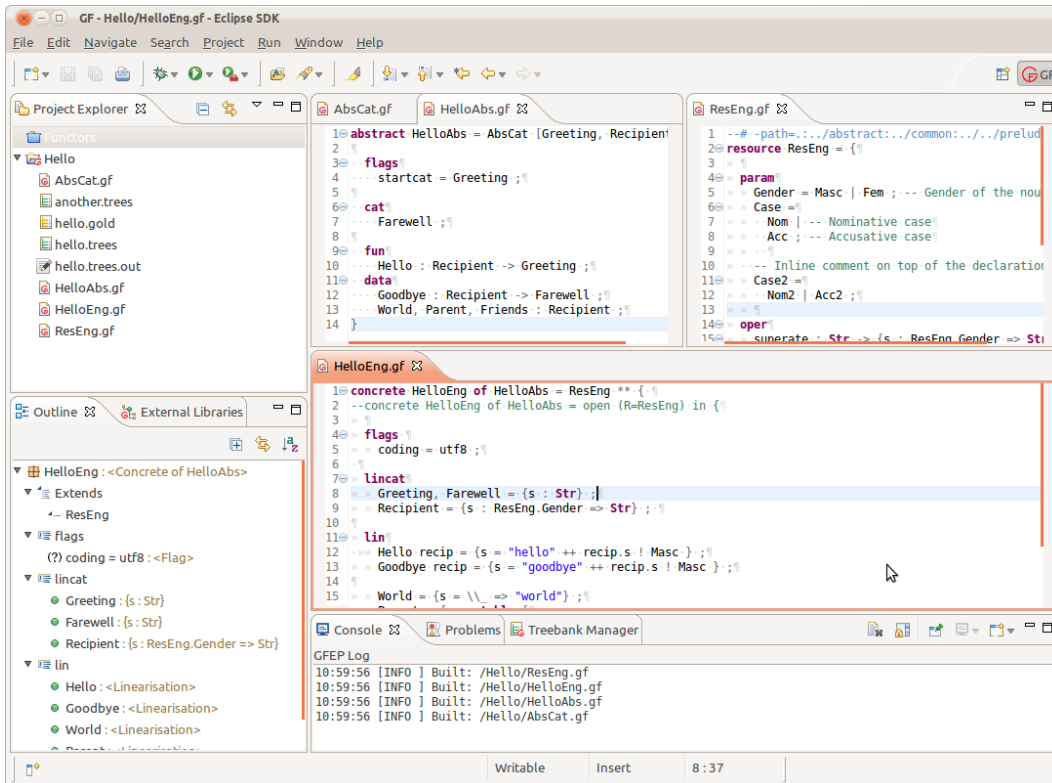 GF - Hello/HelloEng.gf - Eclipse SDK
File Edit Navigate Search Project Run Window Help
GF
Project Explorer
Functors
Hello
AbsCat.gf
another.trees
hello.gold
hello.trees
hello.trees.out
HelloAbs.gf
HelloEng.gf
ResEng.gf
AbsCat.gf HelloAbs.gf
1 abstract HelloAbs = AbsCat [Greeting, Recipient
2
3 flags
4 startcat = Greeting ;
5
6 cat
7 Farewell ;
8
9 fun
10 Hello : Recipient -> Greeting ;
11 data
12 Goodbye : Recipient -> Farewell ;
13 World, Parent, Friends : Recipient ;
14 }
ResEng.gf
1 --# -path=.:../abstract:../common:../../prelud
2 resource ResEng = {
3
4 param
5 Gender = Masc | Fem ; -- Gender of the nou
6 Case =
7 Nom | -- Nominative case
8 Acc ; -- Accusative case
9
10 -- Inline comment on top of the declaration
11 Case2 =
12 Nom2 | Acc2 ;
13
14 oper
15 superate : Str -> {s : ResEng.Gender => Str
HelloEng.gf
1 concrete HelloEng of HelloAbs = ResEng ** {
2 --concrete HelloEng of HelloAbs = open (R=ResEng) in {
3
4 flags
5 coding = utf8 ;
6
7 lincat
8 Greeting, Farewell = {s : Str} ;
9 Recipient = {s : ResEng.Gender => Str} ;
10
11 lin
12 Hello recip = {s = "hello" ++ recip.s ! Masc } ;
13 Goodbye recip = {s = "goodbye" ++ recip.s ! Masc } ;
14
15 World = {s = \\_ => "world"} ;
Outline External Libraries
HelloEng : <Concrete of HelloAbs>
Extends
ResEng
flags
(?) coding = utf8 : <Flag>
lincat
Greeting : {s : Str}
Farewell : {s : Str}
Recipient : {s : ResEng.Gender => Str}
lin
Hello : <Linearisation>
Goodbye : <Linearisation>
World : <Linearisation>
Console Problems Treebank Manager
GFEP Log
10:59:56 [INFO ] Built: /Hello/ResEng.gf
10:59:56 [INFO ] Built: /Hello/HelloEng.gf
10:59:56 [INFO ] Built: /Hello/HelloAbs.gf
10:59:56 [INFO ] Built: /Hello/AbsCat.gf
Writable Insert 8 : 37